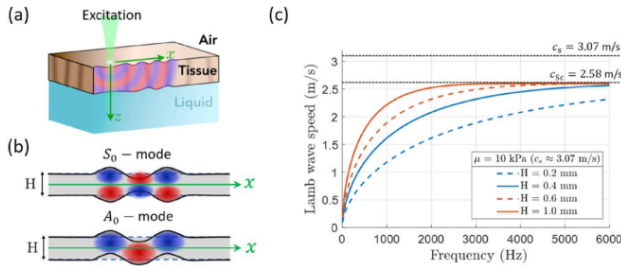 (a)
Excitation
x
Air
Tissue
Liquid
z
(b)
S₀ − mode
H
x
A₀ − mode
H
x
(c)
cₛ = 3.07 m/s
c_Sc = 2.58 m/s
Lamb wave speed (m/s)
3
2.5
2
1.5
1
0.5
0
μ = 10 kPa (cₛ ≈ 3.07 m/s)
H = 0.2 mm
H = 0.4 mm
H = 0.6 mm
H = 1.0 mm
0 1000 2000 3000 4000 5000 6000
Frequency (Hz)